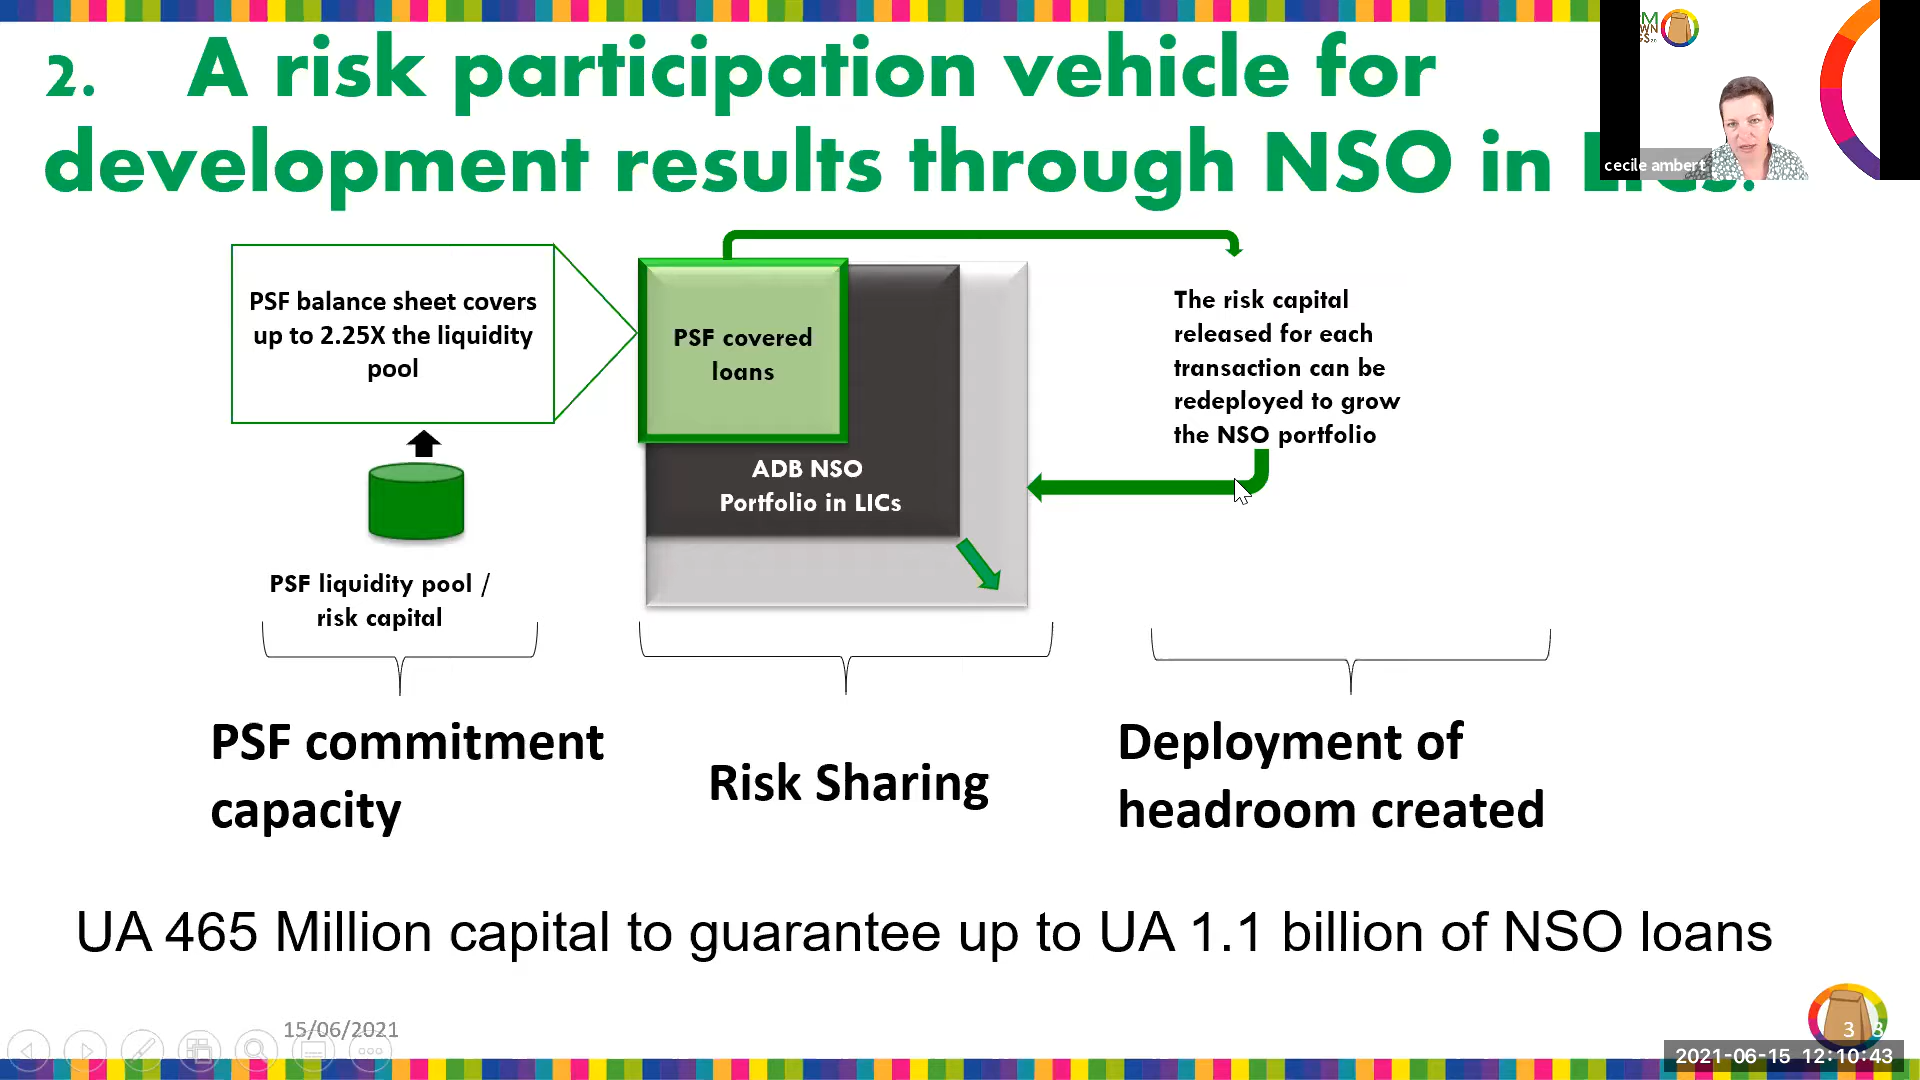 2. A risk participation vehicle for
development results through NSO in LICs.
cecile ambert
PSF balance sheet covers
up to 2.25X the liquidity
pool
PSF covered
loans
The risk capital
released for each
transaction can be
redeployed to grow
the NSO portfolio
ADB NSO
Portfolio in LICs
PSF liquidity pool /
risk capital
PSF commitment
capacity
Risk Sharing
Deployment of
headroom created
UA 465 Million capital to guarantee up to UA 1.1 billion of NSO loans
15/06/2021
3
3
2021-06-15 12:10:43